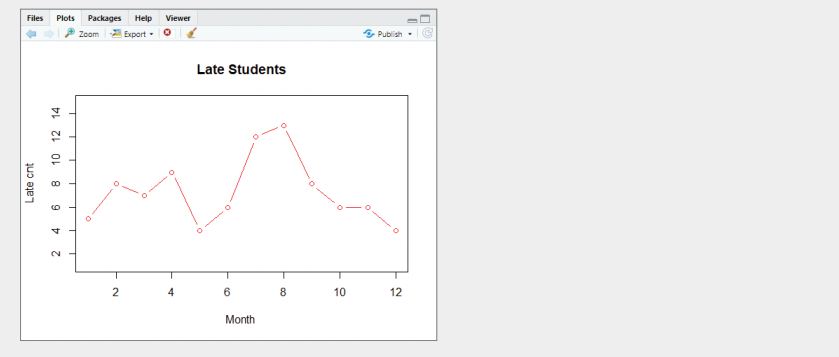 Files Plots Packages Help Viewer
Zoom Export Publish
Late Students
Late cnt
14
12
10
8
6
4
2
2 4 6 8 10 12
Month